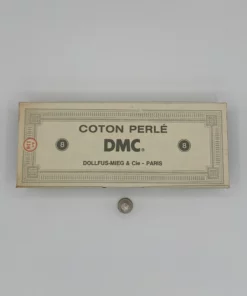 COTON PERLÉ
8 DMC® 8
DOLLFUS-MIEG & Cie - PARIS